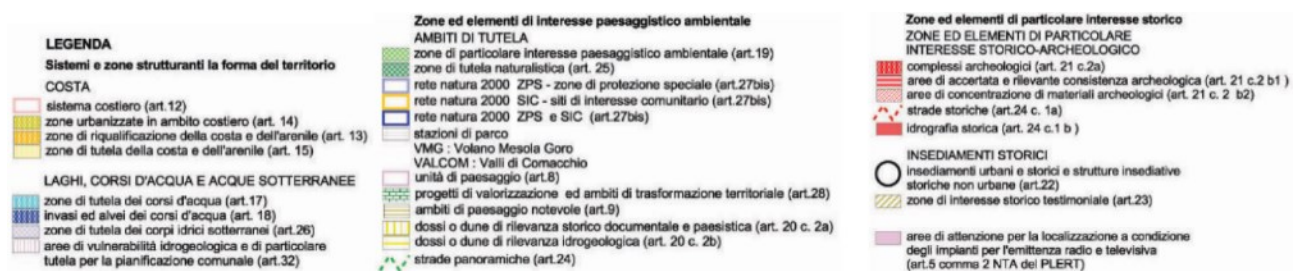 LEGENDA
Sistemi e zone strutturanti la forma del territorio
COSTA
sistema costiero (art.12)
zone urbanizzate in ambito costiero (art. 14)
zone di riqualificazione della costa e dell'arenile (art. 13)
zone di tutela della costa e dell'arenile (art. 15)
LAGHI, CORSI D'ACQUA E ACQUE SOTTERRANEE
zone di tutela dei corsi d'acqua (art.17)
invasi ed alvei dei corsi d'acqua (art. 18)
zone di tutela dei corpi idrici sotterranei (art.26)
aree di vulnerabilità idrogeologica e di particolare
tutela per la pianificazione comunale (art.32)
Zone ed elementi di interesse paesaggistico ambientale
AMBITI DI TUTELA
zone di particolare interesse paesaggistico ambientale (art.19)
zone di tutela naturalistica (art. 25)
rete natura 2000 ZPS - zone di protezione speciale (art.27bis)
rete natura 2000 SIC - siti di interesse comunitario (art.27bis)
rete natura 2000 ZPS e SIC (art.27bis)
stazioni di parco
VMG : Volano Mesola Goro
VALCOM : Valli di Comacchio
unità di paesaggio (art.8)
progetti di valorizzazione ed ambiti di trasformazione territoriale (art.28)
ambiti di paesaggio notevole (art.9)
dossi o dune di rilevanza storico documentale e paesistica (art. 20 c. 2a)
dossi o dune di rilevanza idrogeologica (art. 20 c. 2b)
strade panoramiche (art.24)
Zone ed elementi di particolare interesse storico
ZONE ED ELEMENTI DI PARTICOLARE
INTERESSE STORICO-ARCHEOLOGICO
complessi archeologici (art. 21 c.2a)
aree di accertata e rilevante consistenza archeologica (art. 21 c.2 b1 )
aree di concentrazione di materiali archeologici (art. 21 c. 2 b2)
strade storiche (art.24 c. 1a)
idrografia storica (art. 24 c.1 b )
INSEDIAMENTI STORICI
insediamenti urbani e storici e strutture insediative
storiche non urbane (art.22)
zone di interesse storico testimoniale (art.23)
aree di attenzione per la localizzazione a condizione
degli impianti per l'emittenza radio e televisiva
(art.5 comma 2 NTA del PLERT)